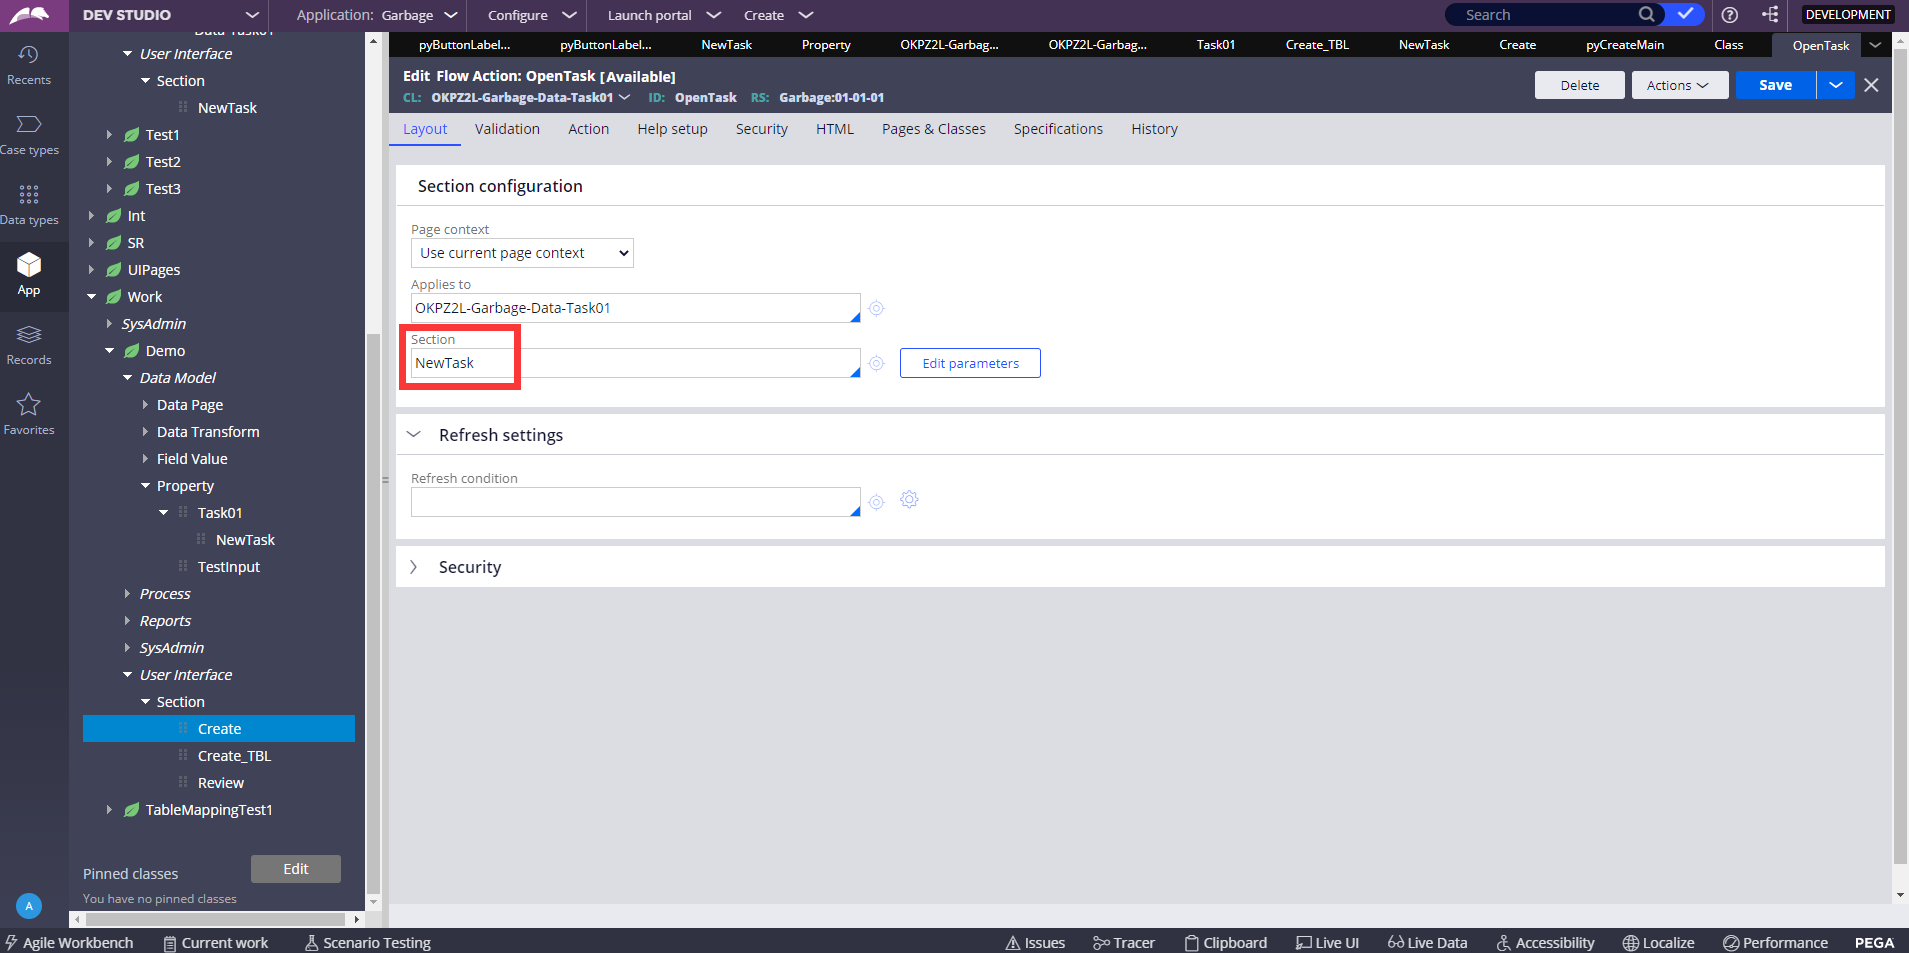 DEV STUDIO
Application: Garbage
Configure
Launch portal
Create
Search
DEVELOPMENT
pyButtonLabel...
pyButtonLabel...
NewTask
Property
OKPZ2L-Garbag...
OKPZ2L-Garbag...
Task01
Create_TBL
NewTask
Create
pyCreateMain
Class
OpenTask
Recents
Case types
Data types
App
Records
Favorites
A
Data-Task01
User Interface
Section
NewTask
Test1
Test2
Test3
Int
SR
UIPages
Work
SysAdmin
Demo
Data Model
Data Page
Data Transform
Field Value
Property
Task01
NewTask
TestInput
Process
Reports
SysAdmin
User Interface
Section
Create
Create_TBL
Review
TableMappingTest1
Pinned classes
Edit
You have no pinned classes
Edit Flow Action: OpenTask [Available]
CL: OKPZ2L-Garbage-Data-Task01 ID: OpenTask RS: Garbage:01-01-01
Delete
Actions
Save
Layout
Validation
Action
Help setup
Security
HTML
Pages & Classes
Specifications
History
Section configuration
Page context
Use current page context
Applies to
OKPZ2L-Garbage-Data-Task01
Section
NewTask
Edit parameters
Refresh settings
Refresh condition
Security
Agile Workbench
Current work
Scenario Testing
Issues
Tracer
Clipboard
Live UI
Live Data
Accessibility
Localize
Performance
PEGA